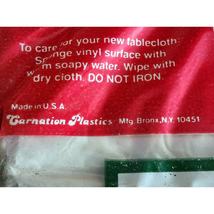 To care for your new tablecloth:
Sponge vinyl surface with
warm soapy water. Wipe with
dry cloth. DO NOT IRON.
Made in U.S.A.
Carnation Plastics Mfg. Bronx, N.Y. 10451